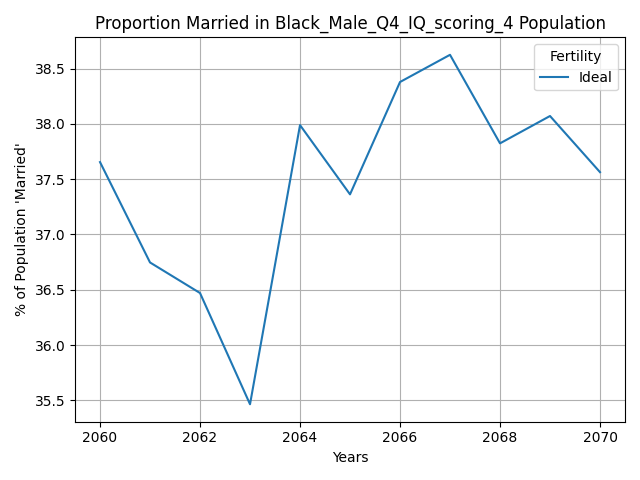 Proportion Married in Black_Male_Q4_IQ_scoring_4 Population
Fertility
Ideal
% of Population 'Married'
38.5
38.0
37.5
37.0
36.5
36.0
35.5
2060 2062 2064 2066 2068 2070
Years